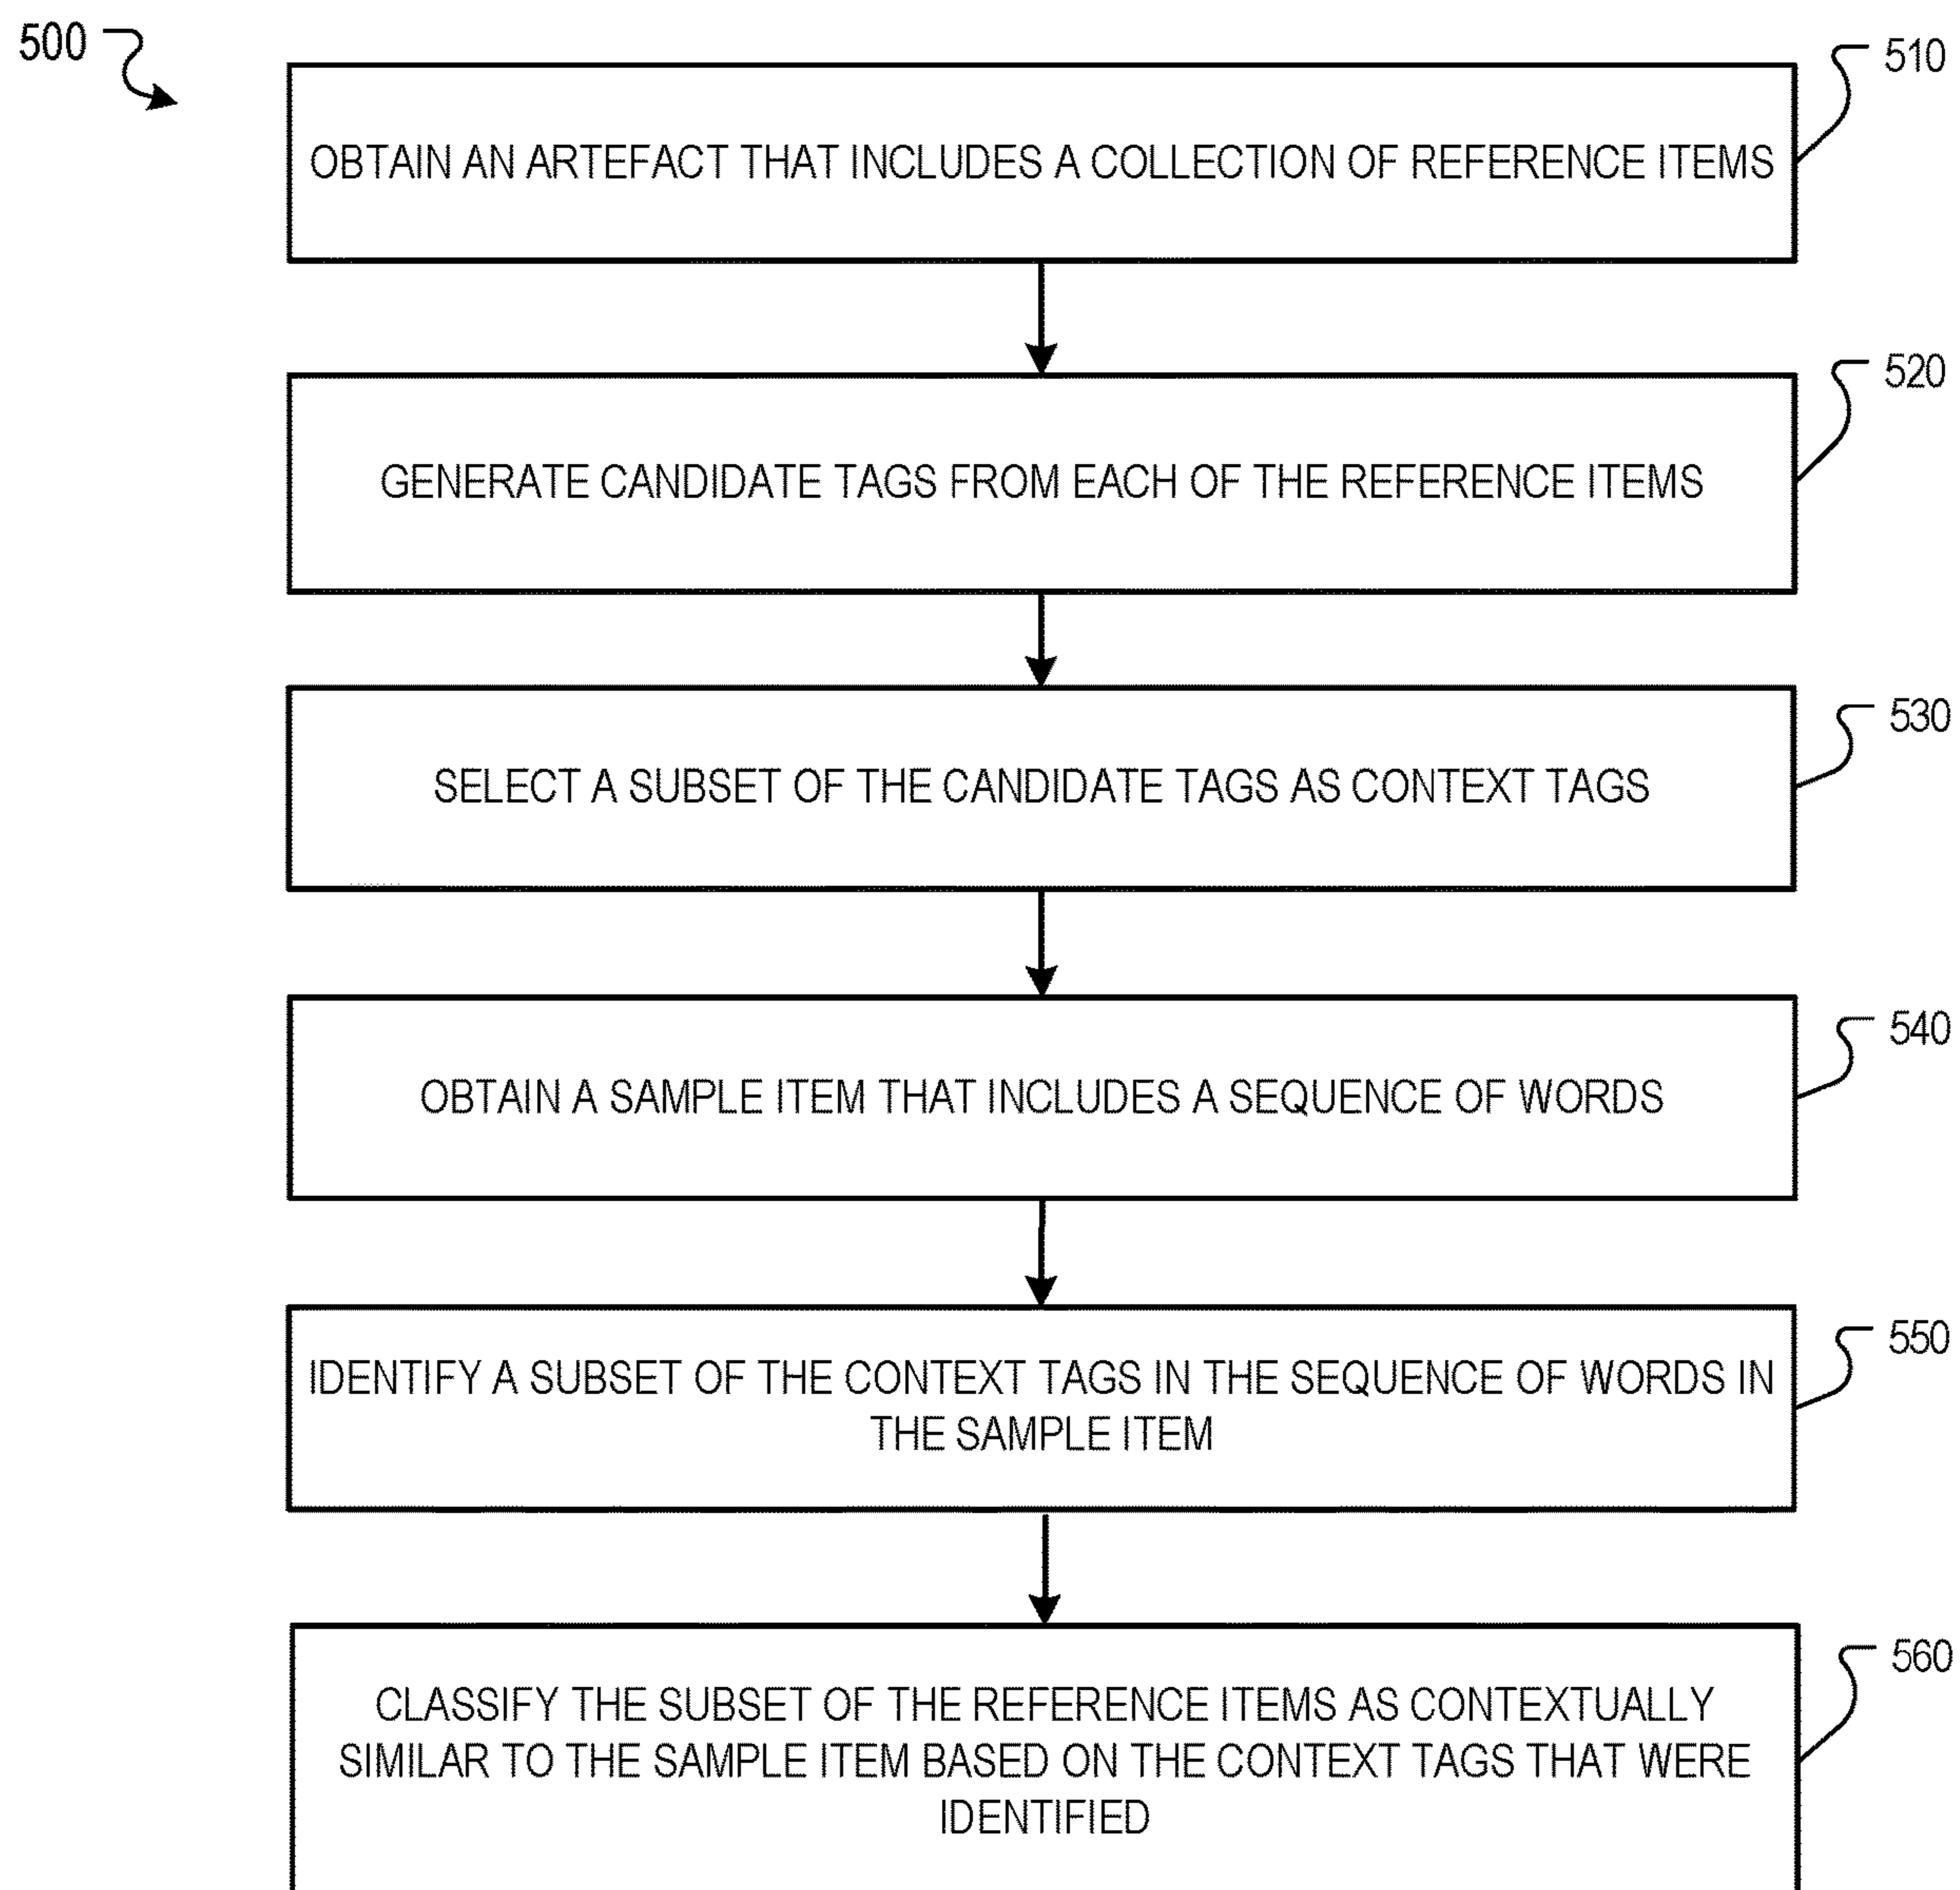 500
510
OBTAIN AN ARTEFACT THAT INCLUDES A COLLECTION OF REFERENCE ITEMS
520
GENERATE CANDIDATE TAGS FROM EACH OF THE REFERENCE ITEMS
530
SELECT A SUBSET OF THE CANDIDATE TAGS AS CONTEXT TAGS
540
OBTAIN A SAMPLE ITEM THAT INCLUDES A SEQUENCE OF WORDS
550
IDENTIFY A SUBSET OF THE CONTEXT TAGS IN THE SEQUENCE OF WORDS IN
THE SAMPLE ITEM
560
CLASSIFY THE SUBSET OF THE REFERENCE ITEMS AS CONTEXTUALLY
SIMILAR TO THE SAMPLE ITEM BASED ON THE CONTEXT TAGS THAT WERE
IDENTIFIED